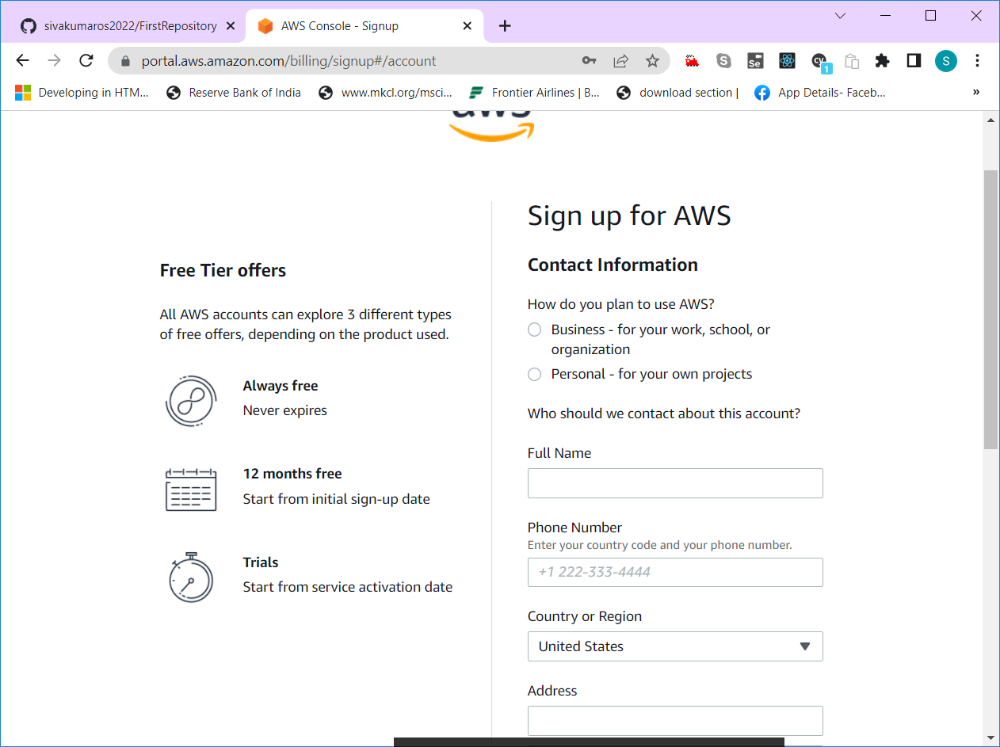 sivakumaros2022/FirstRepository
AWS Console - Signup
portal.aws.amazon.com/billing/signup#/account
Se
CV
1
S
Developing in HTM...
Reserve Bank of India
www.mkcl.org/msci...
Frontier Airlines | B...
download section |
App Details- Faceb...
»
aws
Free Tier offers
All AWS accounts can explore 3 different types
of free offers, depending on the product used.
Always free
Never expires
12 months free
Start from initial sign-up date
Trials
Start from service activation date
Sign up for AWS
Contact Information
How do you plan to use AWS?
Business - for your work, school, or
organization
Personal - for your own projects
Who should we contact about this account?
Full Name
Phone Number
Enter your country code and your phone number.
+1 222-333-4444
Country or Region
United States
Address